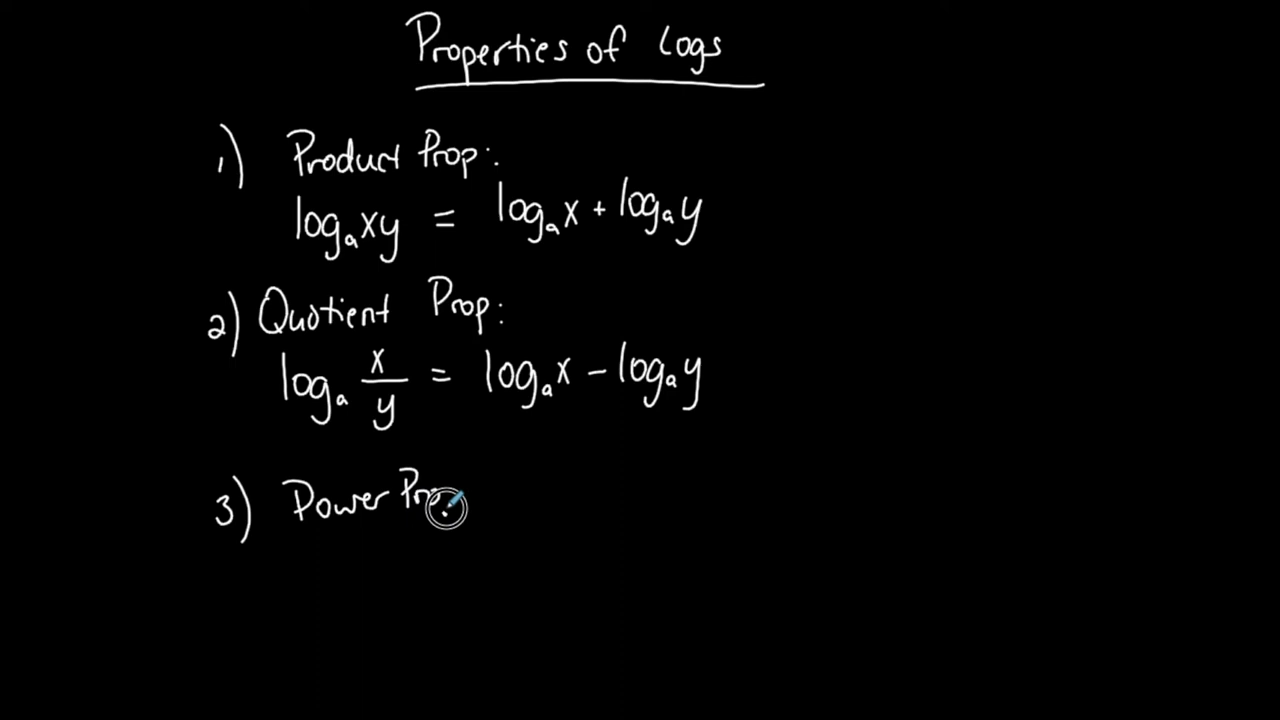 Properties of Logs
1) Product Prop:
logₐxy = logₐx + logₐy
2) Quotient Prop:
logₐ x/y = logₐx - logₐy
3) Power Pro